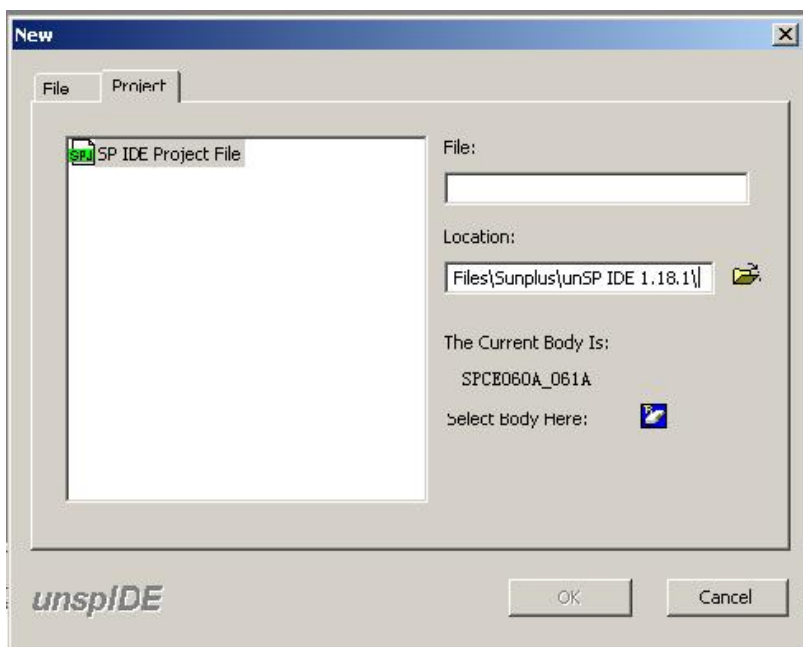 New
File
Project
SPJ
SP IDE Project File
File:
Location:
Files\Sunplus\unSP IDE 1.18.1\
The Current Body Is:
SPCE060A_061A
Select Body Here:
unspIDE
OK
Cancel